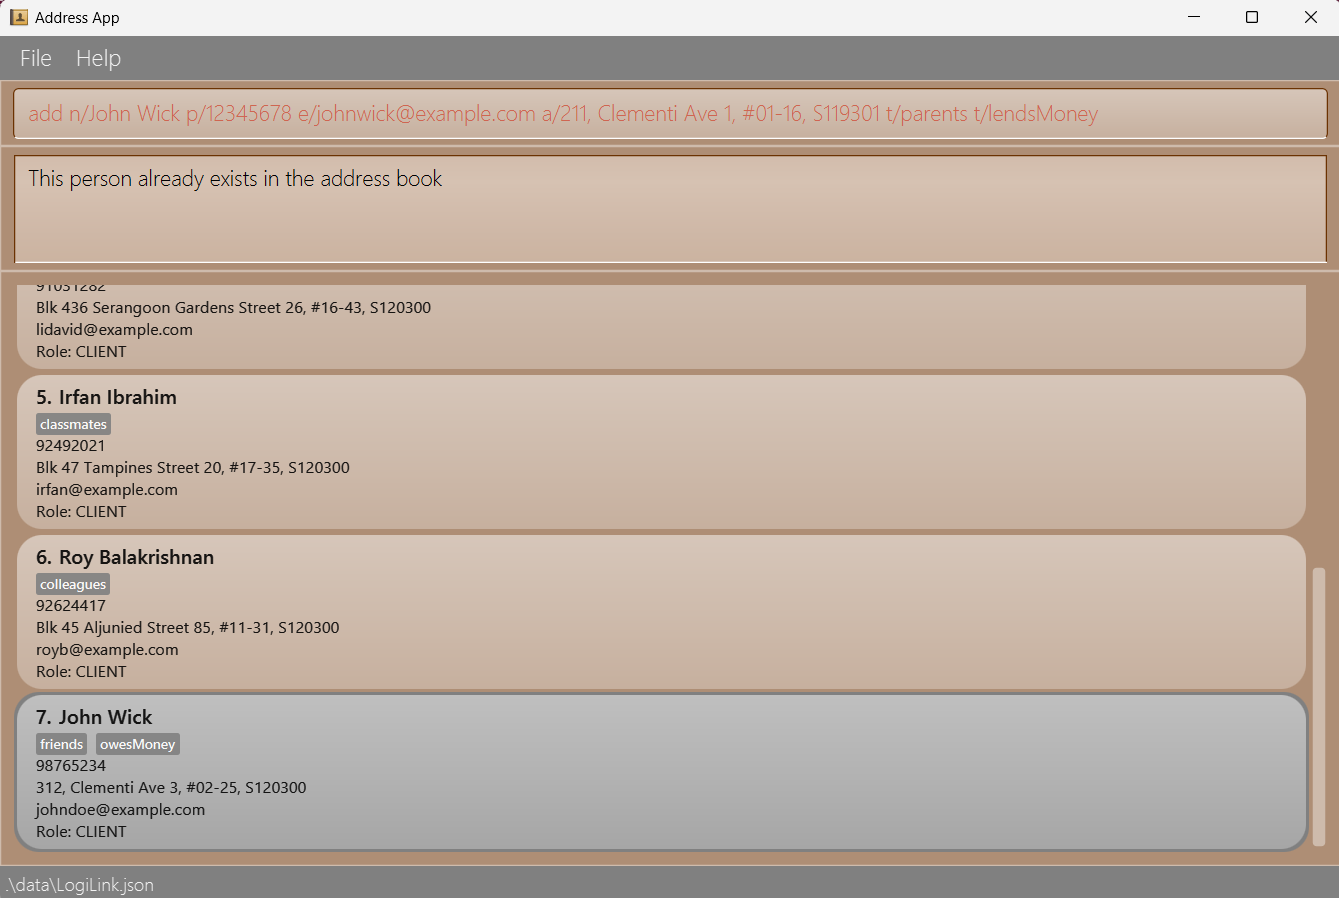 Address App
File Help
add n/John Wick p/12345678 e/johnwick@example.com a/211, Clementi Ave 1, #01-16, S119301 t/parents t/lendsMoney
This person already exists in the address book
91031282
Blk 436 Serangoon Gardens Street 26, #16-43, S120300
lidavid@example.com
Role: CLIENT
5. Irfan Ibrahim
classmates
92492021
Blk 47 Tampines Street 20, #17-35, S120300
irfan@example.com
Role: CLIENT
6. Roy Balakrishnan
colleagues
92624417
Blk 45 Aljunied Street 85, #11-31, S120300
royb@example.com
Role: CLIENT
7. John Wick
friends owesMoney
98765234
312, Clementi Ave 3, #02-25, S120300
johndoe@example.com
Role: CLIENT
.\data\LogiLink.json